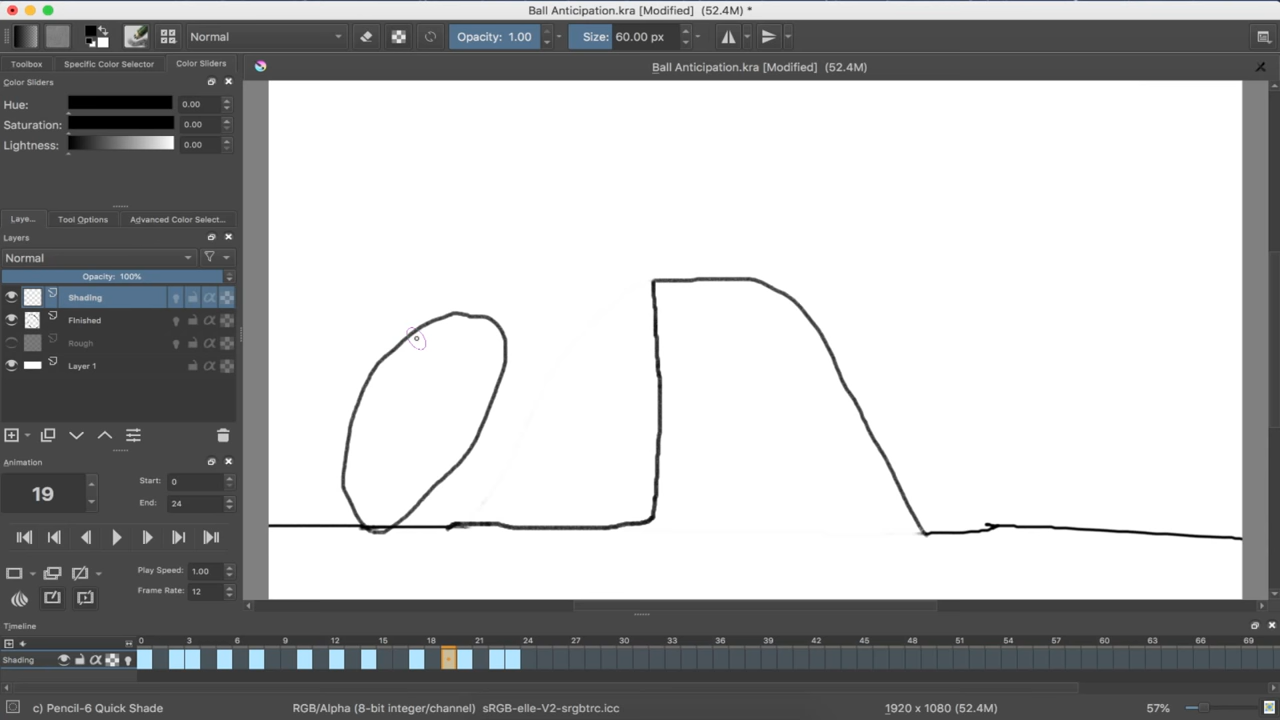 Ball Anticipation.kra [Modified] (52.4M) *
Normal
Opacity: 1.00
Size: 60.00 px
Toolbox
Specific Color Selector
Color Sliders
Ball Anticipation.kra [Modified] (52.4M)
Color Sliders
Hue:
0.00
Saturation:
0.00
Lightness:
0.00
Laye...
Tool Options
Advanced Color Select...
Layers
Normal
Opacity: 100%
Shading
FInished
Rough
Layer 1
Animation
19
Start:
0
End:
24
Play Speed:
1.00
Frame Rate:
12
Timeline
0 3 6 9 12 15 18 21 24 27 30 33 36 39 42 45 48 51 54 57 60 63 66 69
Shading
c) Pencil-6 Quick Shade
RGB/Alpha (8-bit integer/channel) sRGB-elle-V2-srgbtrc.icc
1920 x 1080 (52.4M)
57%